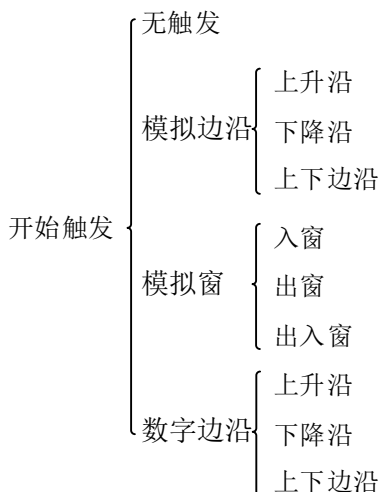 无触发
上升沿
模拟边沿
下降沿
上下边沿
开始触发
入窗
模拟窗
出窗
出入窗
上升沿
数字边沿
下降沿
上下边沿